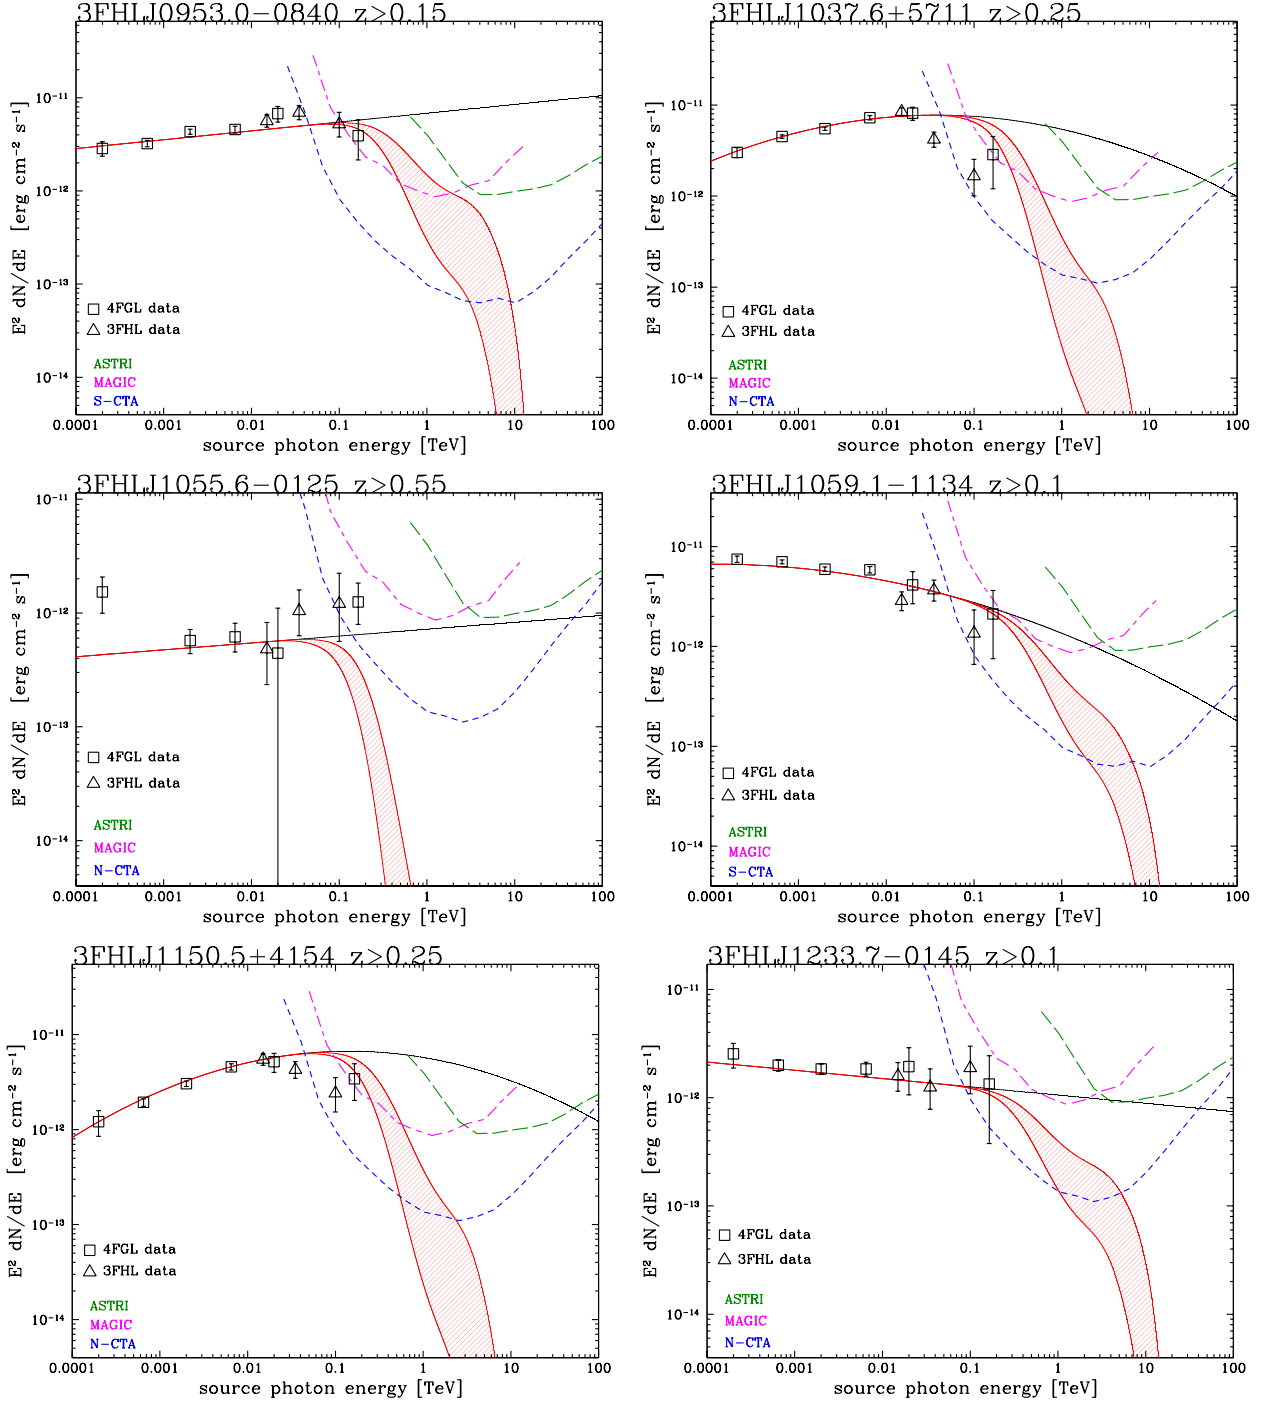 3FHLJ0953.0−0840 z>0.15
E² dN/dE [erg cm⁻² s⁻¹]
10⁻¹¹
10⁻¹²
10⁻¹³
10⁻¹⁴
□ 4FGL data
△ 3FHL data
ASTRI
MAGIC
S−CTA
0.0001 0.001 0.01 0.1 1 10 100
source photon energy [TeV]
3FHLJ1037.6+5711 z>0.25
E² dN/dE [erg cm⁻² s⁻¹]
10⁻¹¹
10⁻¹²
10⁻¹³
10⁻¹⁴
□ 4FGL data
△ 3FHL data
ASTRI
MAGIC
N−CTA
0.0001 0.001 0.01 0.1 1 10 100
source photon energy [TeV]
3FHLJ1055.6−0125 z>0.55
E² dN/dE [erg cm⁻² s⁻¹]
10⁻¹¹
10⁻¹²
10⁻¹³
10⁻¹⁴
□ 4FGL data
△ 3FHL data
ASTRI
MAGIC
N−CTA
0.0001 0.001 0.01 0.1 1 10 100
source photon energy [TeV]
3FHLJ1059.1−1134 z>0.1
E² dN/dE [erg cm⁻² s⁻¹]
10⁻¹¹
10⁻¹²
10⁻¹³
10⁻¹⁴
□ 4FGL data
△ 3FHL data
ASTRI
MAGIC
S−CTA
0.0001 0.001 0.01 0.1 1 10 100
source photon energy [TeV]
3FHLJ1150.5+4154 z>0.25
E² dN/dE [erg cm⁻² s⁻¹]
10⁻¹¹
10⁻¹²
10⁻¹³
10⁻¹⁴
□ 4FGL data
△ 3FHL data
ASTRI
MAGIC
N−CTA
0.0001 0.001 0.01 0.1 1 10 100
source photon energy [TeV]
3FHLJ1233.7−0145 z>0.1
E² dN/dE [erg cm⁻² s⁻¹]
10⁻¹¹
10⁻¹²
10⁻¹³
10⁻¹⁴
□ 4FGL data
△ 3FHL data
ASTRI
MAGIC
N−CTA
0.0001 0.001 0.01 0.1 1 10 100
source photon energy [TeV]